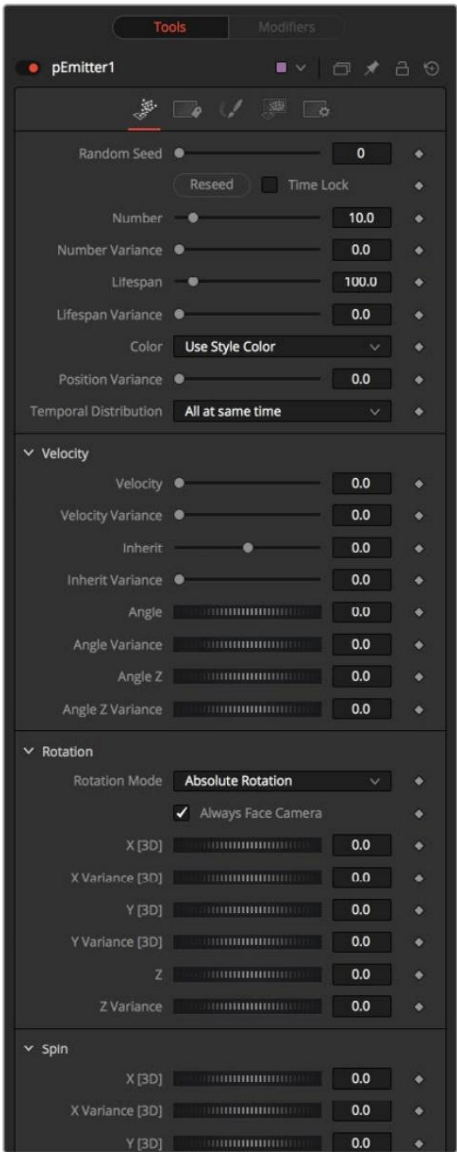 Tools Modifiers
pEmitter1
Random Seed 0
Reseed Time Lock
Number 10.0
Number Variance 0.0
Lifespan 100.0
Lifespan Variance 0.0
Color Use Style Color
Position Variance 0.0
Temporal Distribution All at same time
Velocity
Velocity 0.0
Velocity Variance 0.0
Inherit 0.0
Inherit Variance 0.0
Angle 0.0
Angle Variance 0.0
Angle Z 0.0
Angle Z Variance 0.0
Rotation
Rotation Mode Absolute Rotation
Always Face Camera
X [3D] 0.0
X Variance [3D] 0.0
Y [3D] 0.0
Y Variance [3D] 0.0
Z 0.0
Z Variance 0.0
Spin
X [3D] 0.0
X Variance [3D] 0.0
Y [3D] 0.0